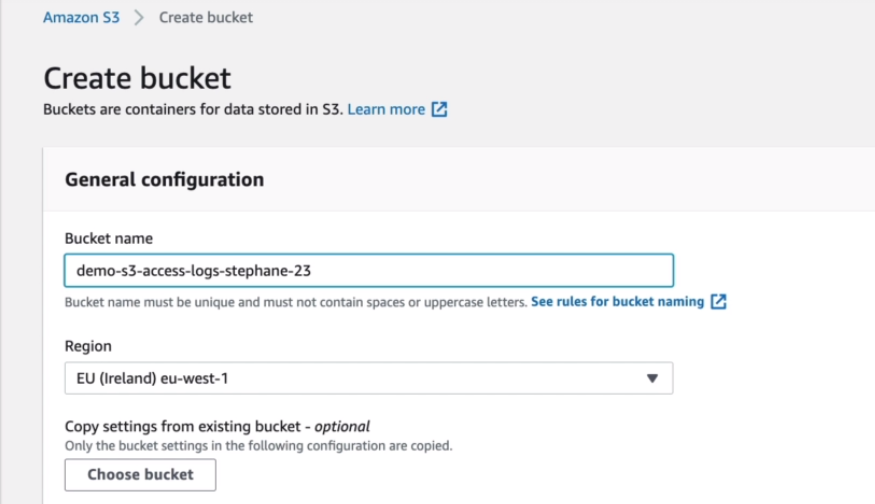 Amazon S3 > Create bucket
Create bucket
Buckets are containers for data stored in S3. Learn more
General configuration
Bucket name
demo-s3-access-logs-stephane-23
Bucket name must be unique and must not contain spaces or uppercase letters. See rules for bucket naming
Region
EU (Ireland) eu-west-1
Copy settings from existing bucket - optional
Only the bucket settings in the following configuration are copied.
Choose bucket